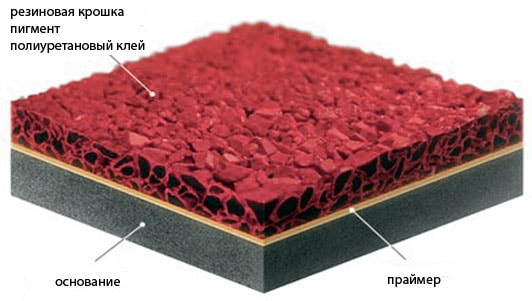 резиновая крошка
пигмент
полиуретановый клей
основание
праймер